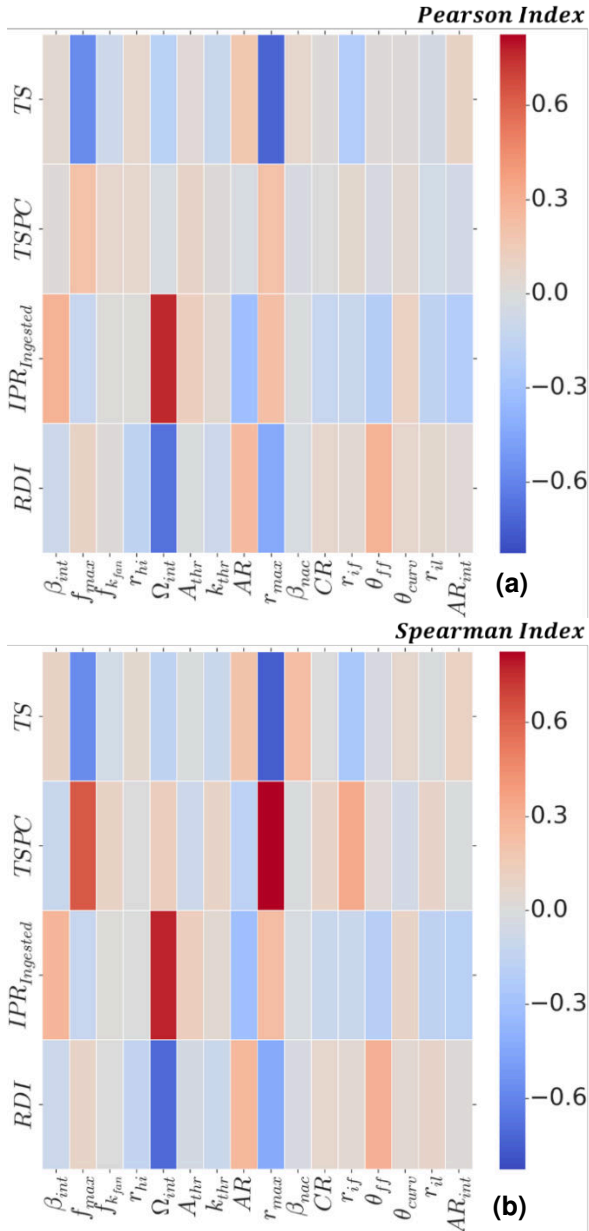 Pearson Index
TS
TSPC
IPR_Ingested
RDI
0.6
0.3
0.0
−0.3
−0.6
β_int
f_max
f_k_fan
r_hi
Ω_int
A_thr
k_thr
AR
r_max
β_nac
CR
r_if
θ_ff
θ_curv
r_il
AR_int
(a)
Spearman Index
TS
TSPC
IPR_Ingested
RDI
0.6
0.3
0.0
−0.3
−0.6
β_int
f_max
f_k_fan
r_hi
Ω_int
A_thr
k_thr
AR
r_max
β_nac
CR
r_if
θ_ff
θ_curv
r_il
AR_int
(b)